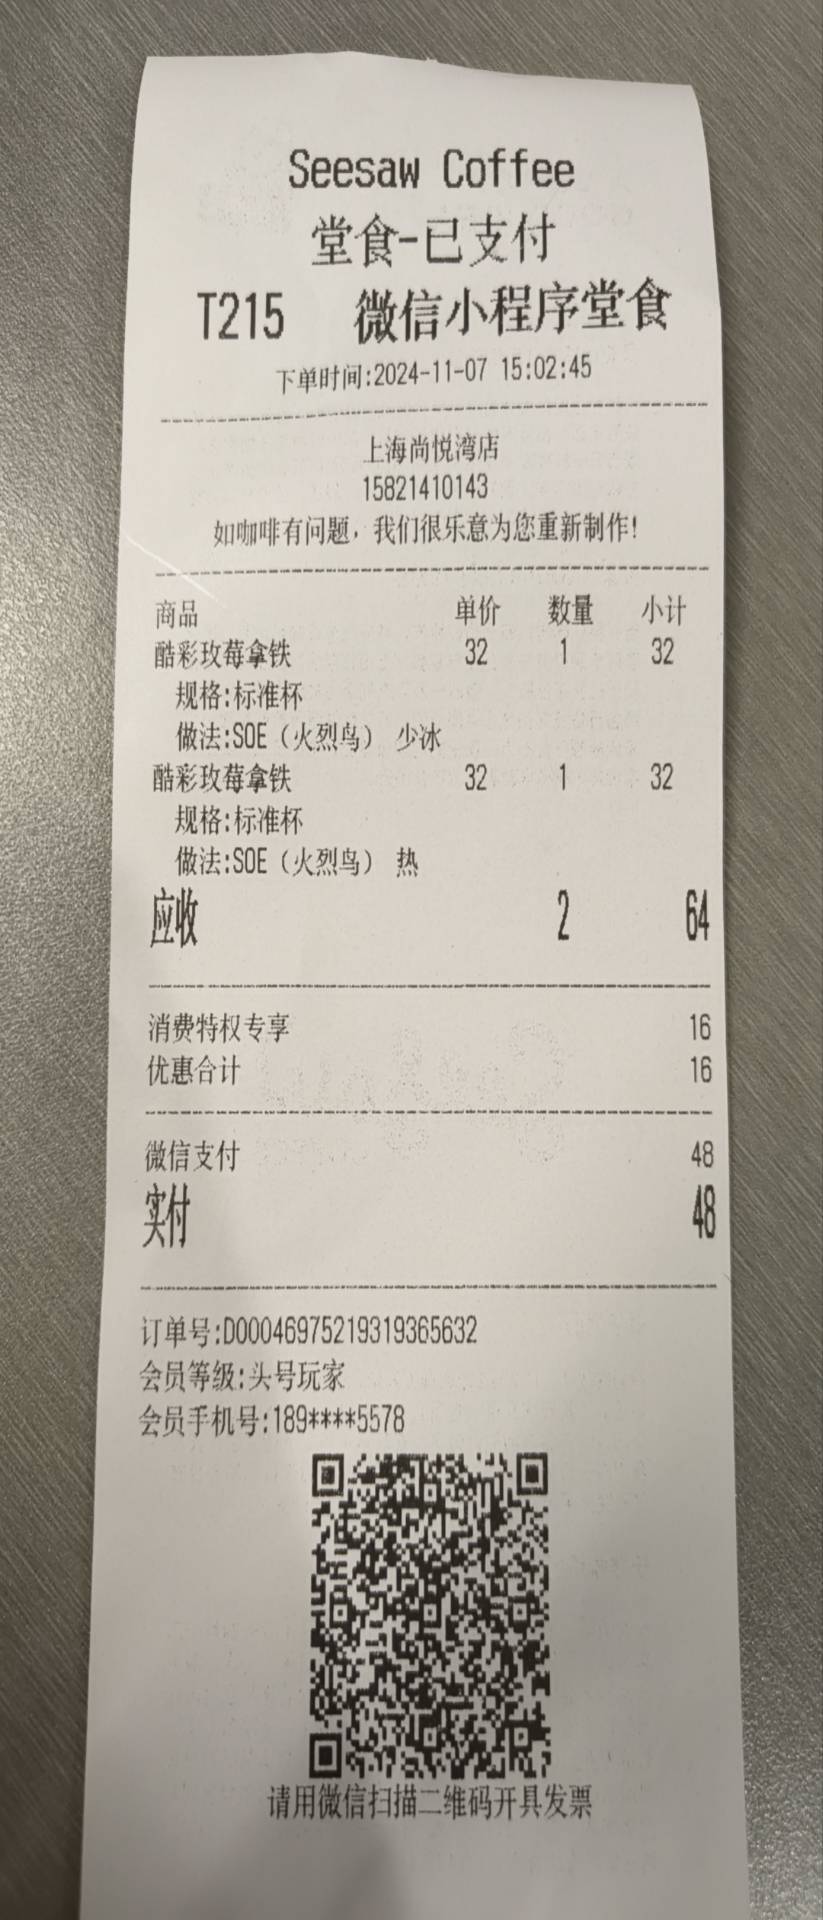 Seesaw Coffee
堂食-已支付
T215 微信小程序堂食
下单时间:2024-11-07 15:02:45
上海尚悦湾店
15821410143
如咖啡有问题，我们很乐意为您重新制作!
商品 单价 数量 小计
酷彩玫莓拿铁 32 1 32
规格:标准杯
做法:SOE（火烈鸟） 少冰
酷彩玫莓拿铁 32 1 32
规格:标准杯
做法:SOE（火烈鸟） 热
应收 2 64
消费特权专享 16
优惠合计 16
微信支付 48
实付 48
订单号:D00046975219319365632
会员等级:头号玩家
会员手机号:189****5578
请用微信扫描二维码开具发票